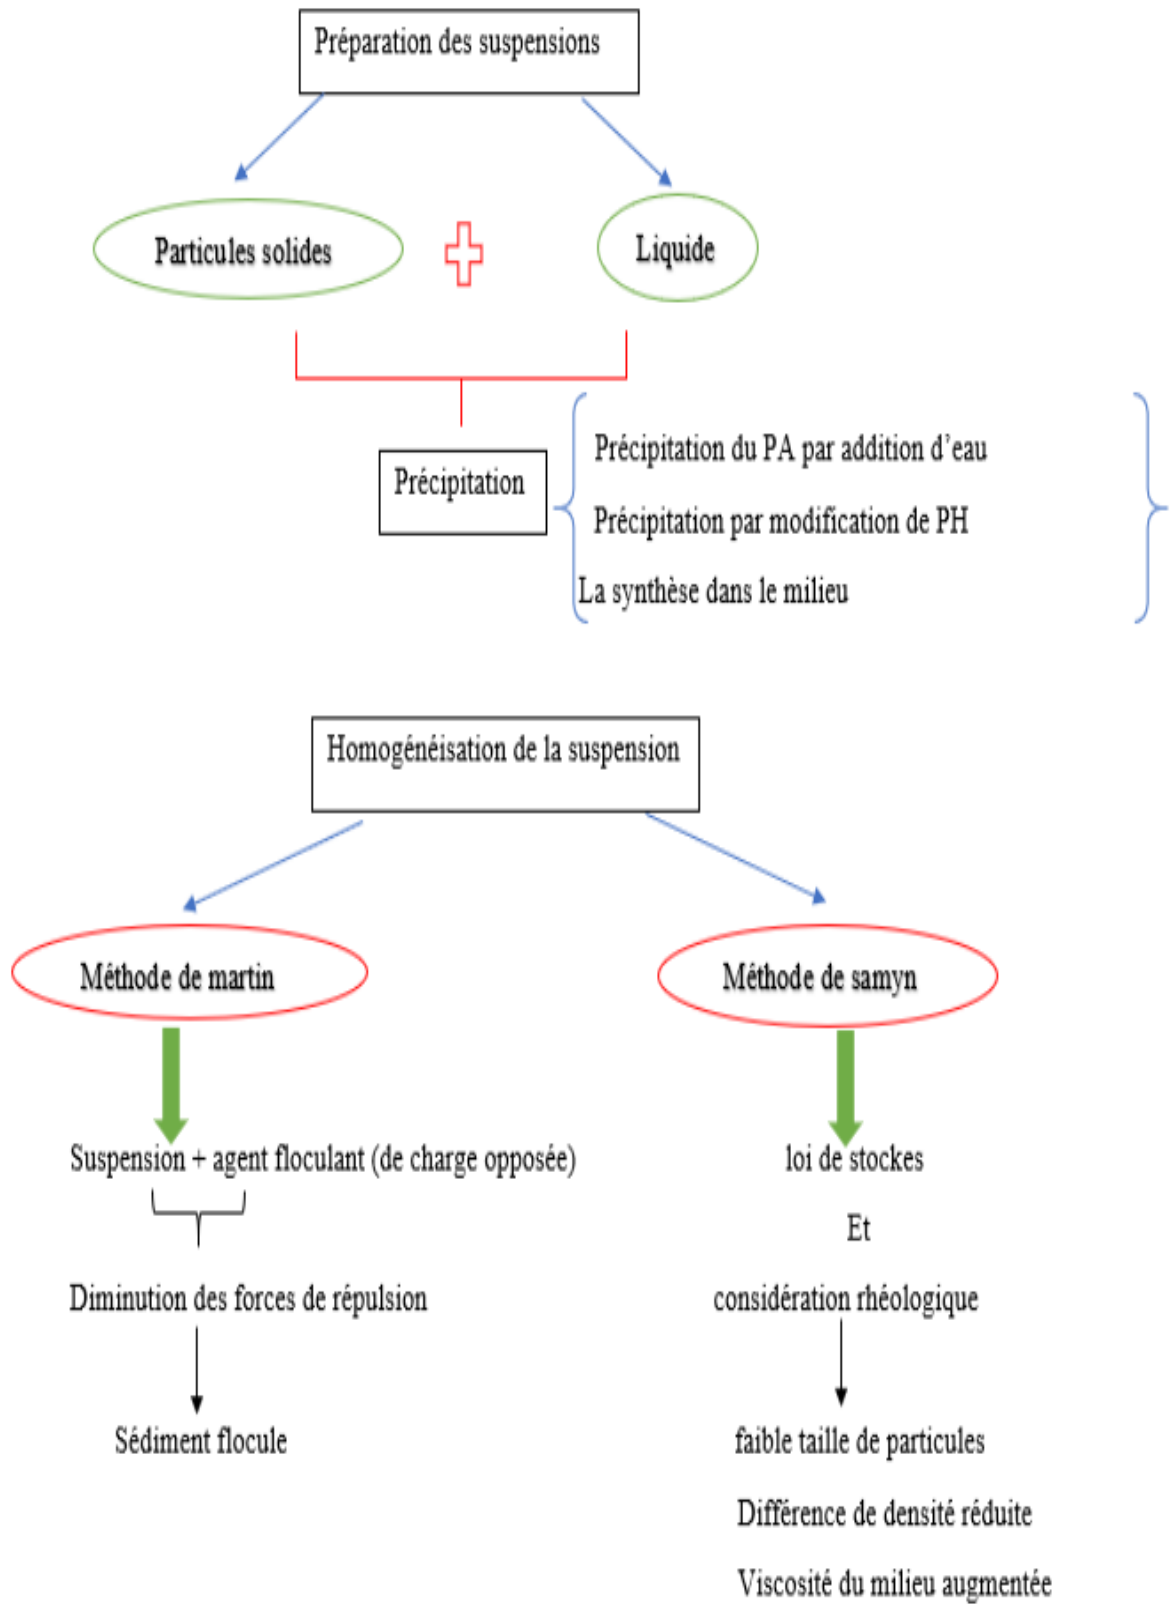 Préparation des suspensions
Particules solides
Liquide
Précipitation
Précipitation du PA par addition d’eau
Précipitation par modification de PH
La synthèse dans le milieu
Homogénéisation de la suspension
Méthode de martin
Méthode de samyn
Suspension + agent floculant (de charge opposée)
Diminution des forces de répulsion
Sédiment flocule
loi de stockes
Et
considération rhéologique
faible taille de particules
Différence de densité réduite
Viscosité du milieu augmentée